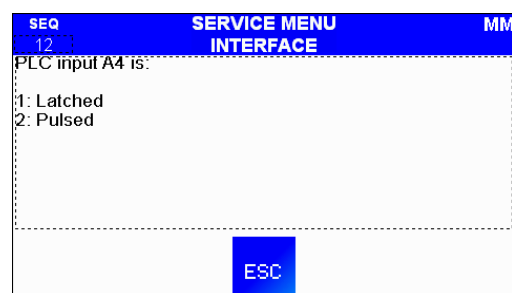 SEQ SERVICE MENU MM
12 INTERFACE
PLC input A4 is:
1: Latched
2: Pulsed
ESC